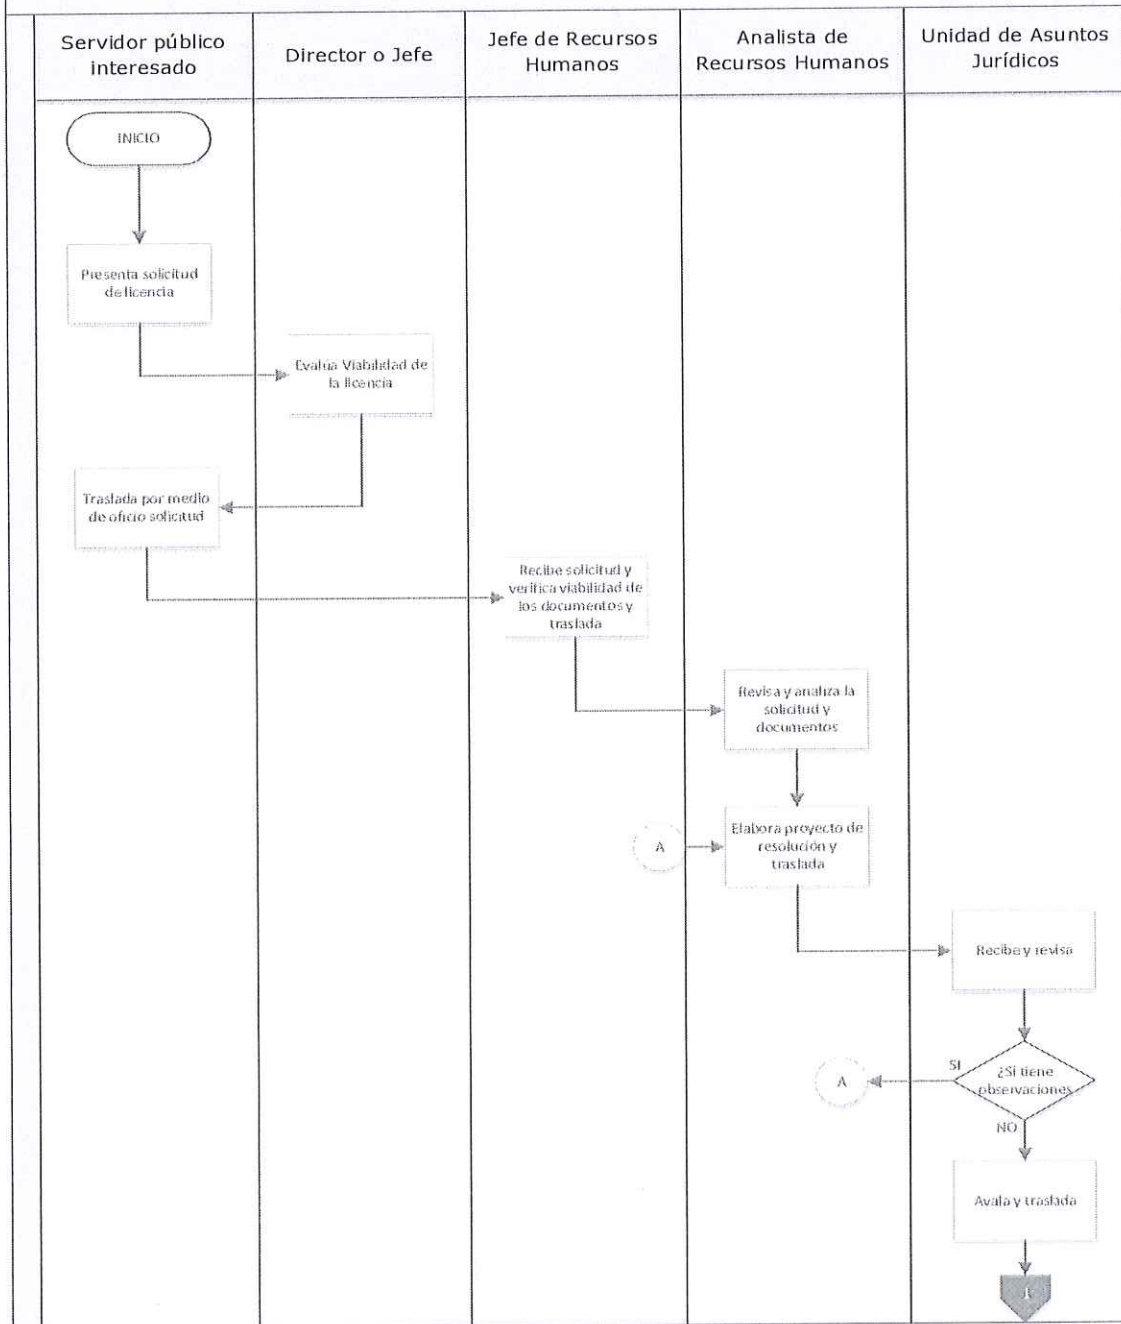 Servidor público
interesado
Director o Jefe
Jefe de Recursos
Humanos
Analista de
Recursos Humanos
Unidad de Asuntos
Jurídicos
INICIO
Presenta solicitud
de licencia
Evalúa Viabilidad de
la licencia
Traslada por medio
de oficio solicitud
Recibe solicitud y
verifica viabilidad de
los documentos y
traslada
Revisa y analiza la
solicitud y
documentos
A
Elabora proyecto de
resolución y
traslada
Recibe y revisa
A
SI
¿Si tiene
observaciones
NO
Avala y traslada
1